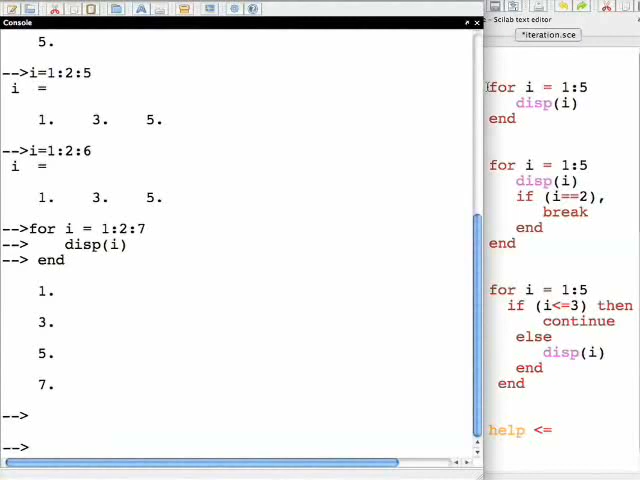 Console
5.
-->i=1:2:5
i =
1. 3. 5.
-->i=1:2:6
i =
1. 3. 5.
-->for i = 1:2:7
--> disp(i)
--> end
1.
3.
5.
7.
-->
-->
– Scilab text editor
*iteration.sce
for i = 1:5
disp(i)
end
for i = 1:5
disp(i)
if (i==2),
break
end
end
for i = 1:5
if (i<=3) then
continue
else
disp(i)
end
end
help <=